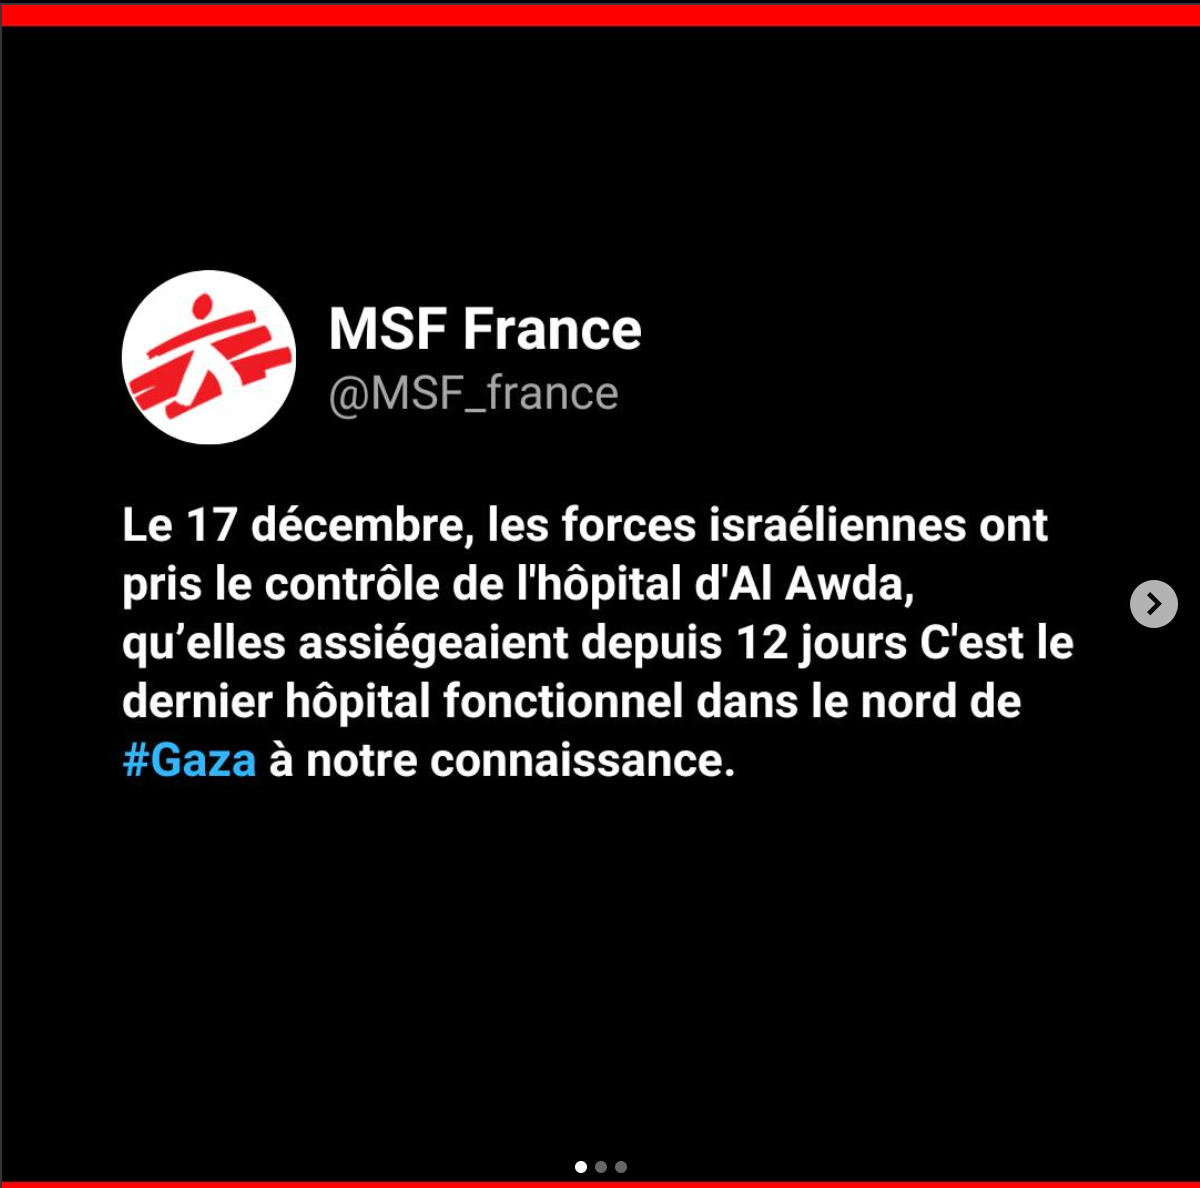 MSF France
@MSF_france
Le 17 décembre, les forces israéliennes ont
pris le contrôle de l'hôpital d'Al Awda,
qu’elles assiégeaient depuis 12 jours C'est le
dernier hôpital fonctionnel dans le nord de
#Gaza à notre connaissance.